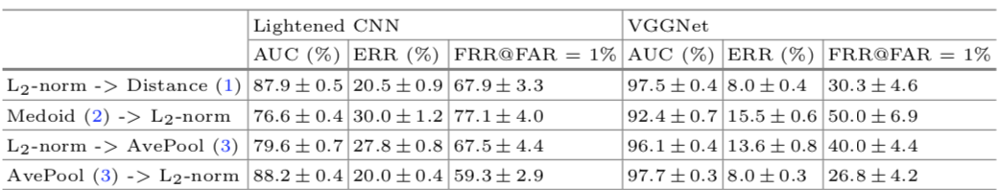 Lightened CNN VGGNet
AUC (%) ERR (%) FRR@FAR = 1% AUC (%) ERR (%) FRR@FAR = 1%
L2-norm -> Distance (1) 87.9 ± 0.5 20.5 ± 0.9 67.9 ± 3.3 97.5 ± 0.4 8.0 ± 0.4 30.3 ± 4.6
Medoid (2) -> L2-norm 76.6 ± 0.4 30.0 ± 1.2 77.1 ± 4.0 92.4 ± 0.7 15.5 ± 0.6 50.0 ± 6.9
L2-norm -> AvePool (3) 79.6 ± 0.7 27.8 ± 0.8 67.5 ± 4.4 96.1 ± 0.4 13.6 ± 0.8 40.0 ± 4.4
AvePool (3) -> L2-norm 88.2 ± 0.4 20.0 ± 0.4 59.3 ± 2.9 97.7 ± 0.3 8.0 ± 0.3 26.8 ± 4.2